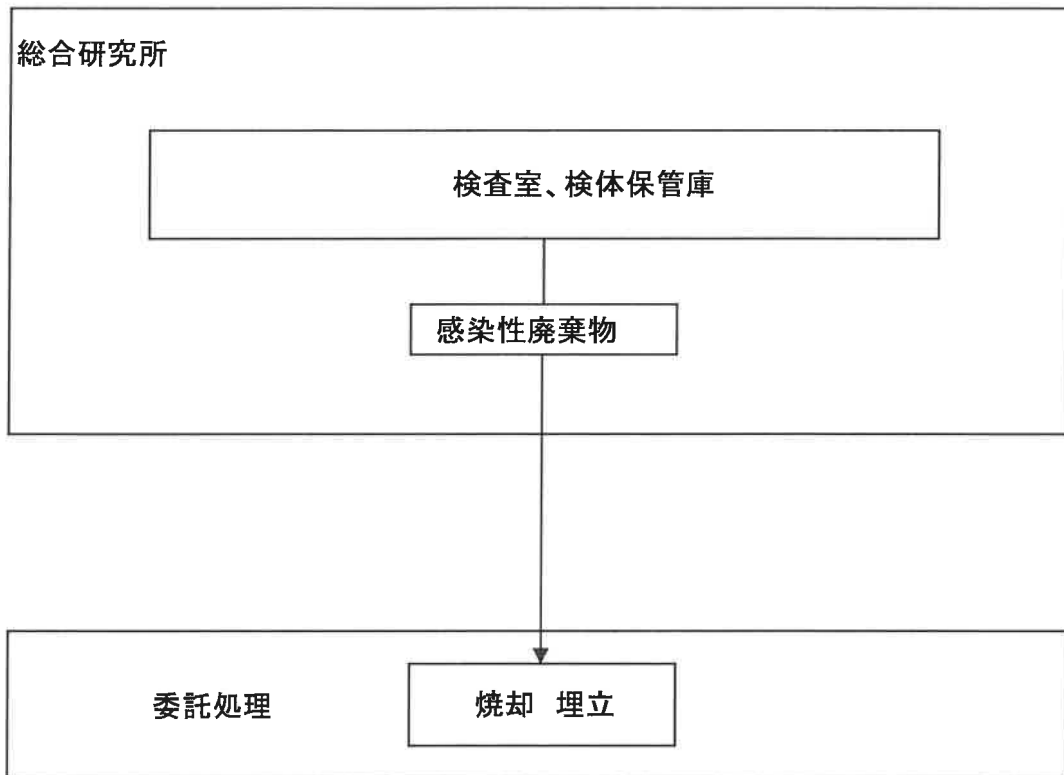 総合研究所
検査室、検体保管庫
感染性廃棄物
委託処理
焼却 埋立